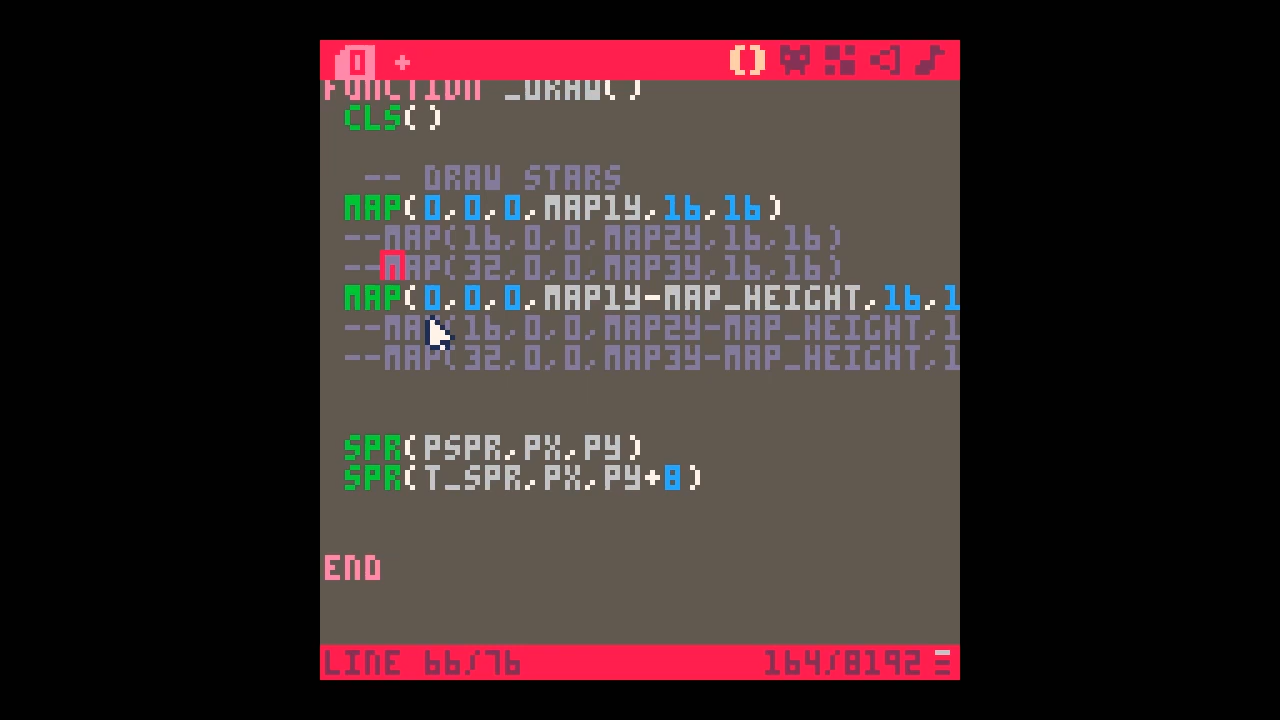 0 +
FUNCTION _DRAW()
CLS()
-- DRAW STARS
MAP(0,0,0,MAP1Y,16,16)
--MAP(16,0,0,MAP2Y,16,16)
--MAP(32,0,0,MAP3Y,16,16)
MAP(0,0,0,MAP1Y-MAP_HEIGHT,16,1
--MAP(16,0,0,MAP2Y-MAP_HEIGHT,1
--MAP(32,0,0,MAP3Y-MAP_HEIGHT,1
SPR(PSPR,PX,PY)
SPR(T_SPR,PX,PY+8)
END
LINE 66/76
164/8192